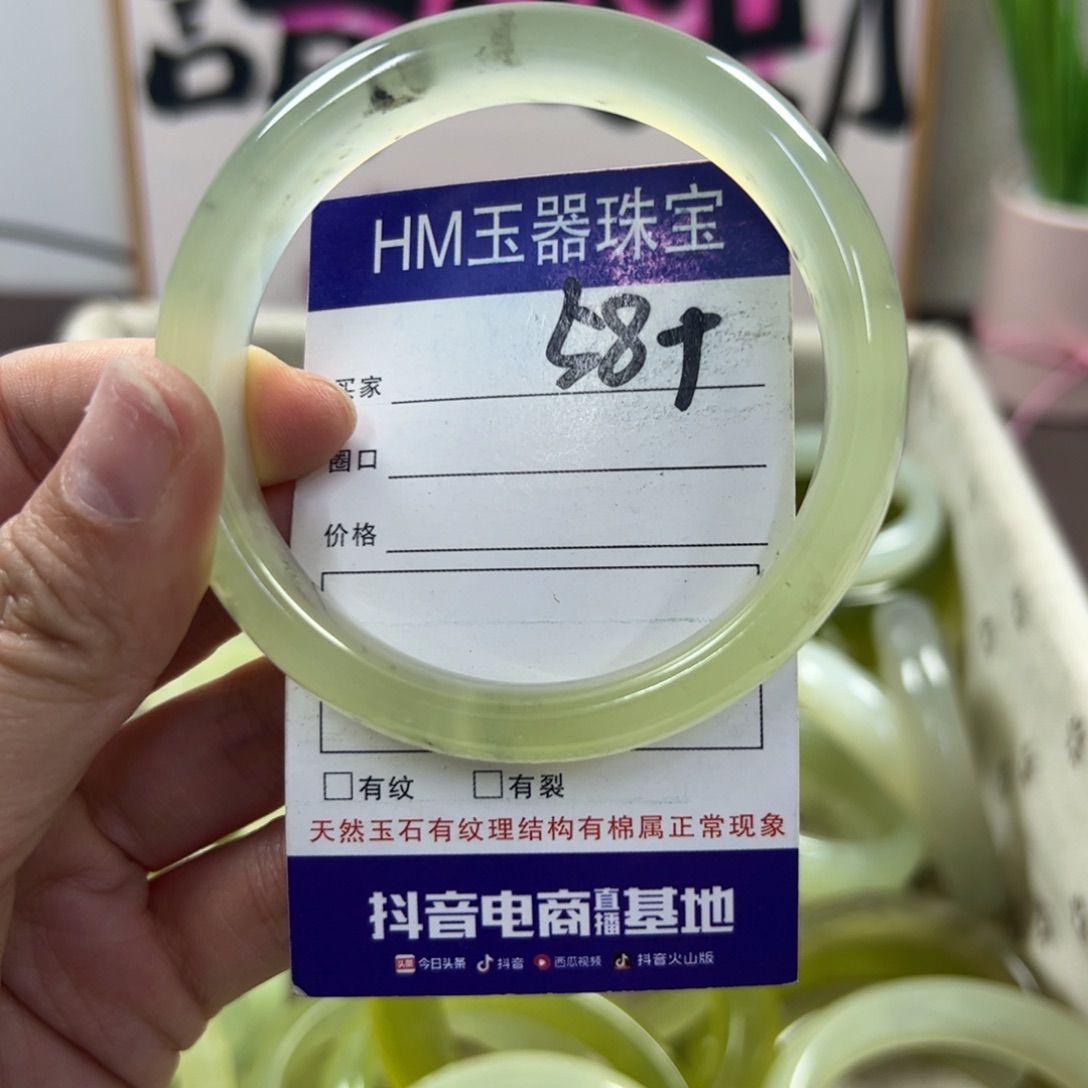 HM玉器珠宝
58+
买家
圈口
价格
有纹 有裂
天然玉石有纹理结构有棉属正常现象
抖音电商直播基地
头条 今日头条 抖音 西瓜视频 抖音火山版